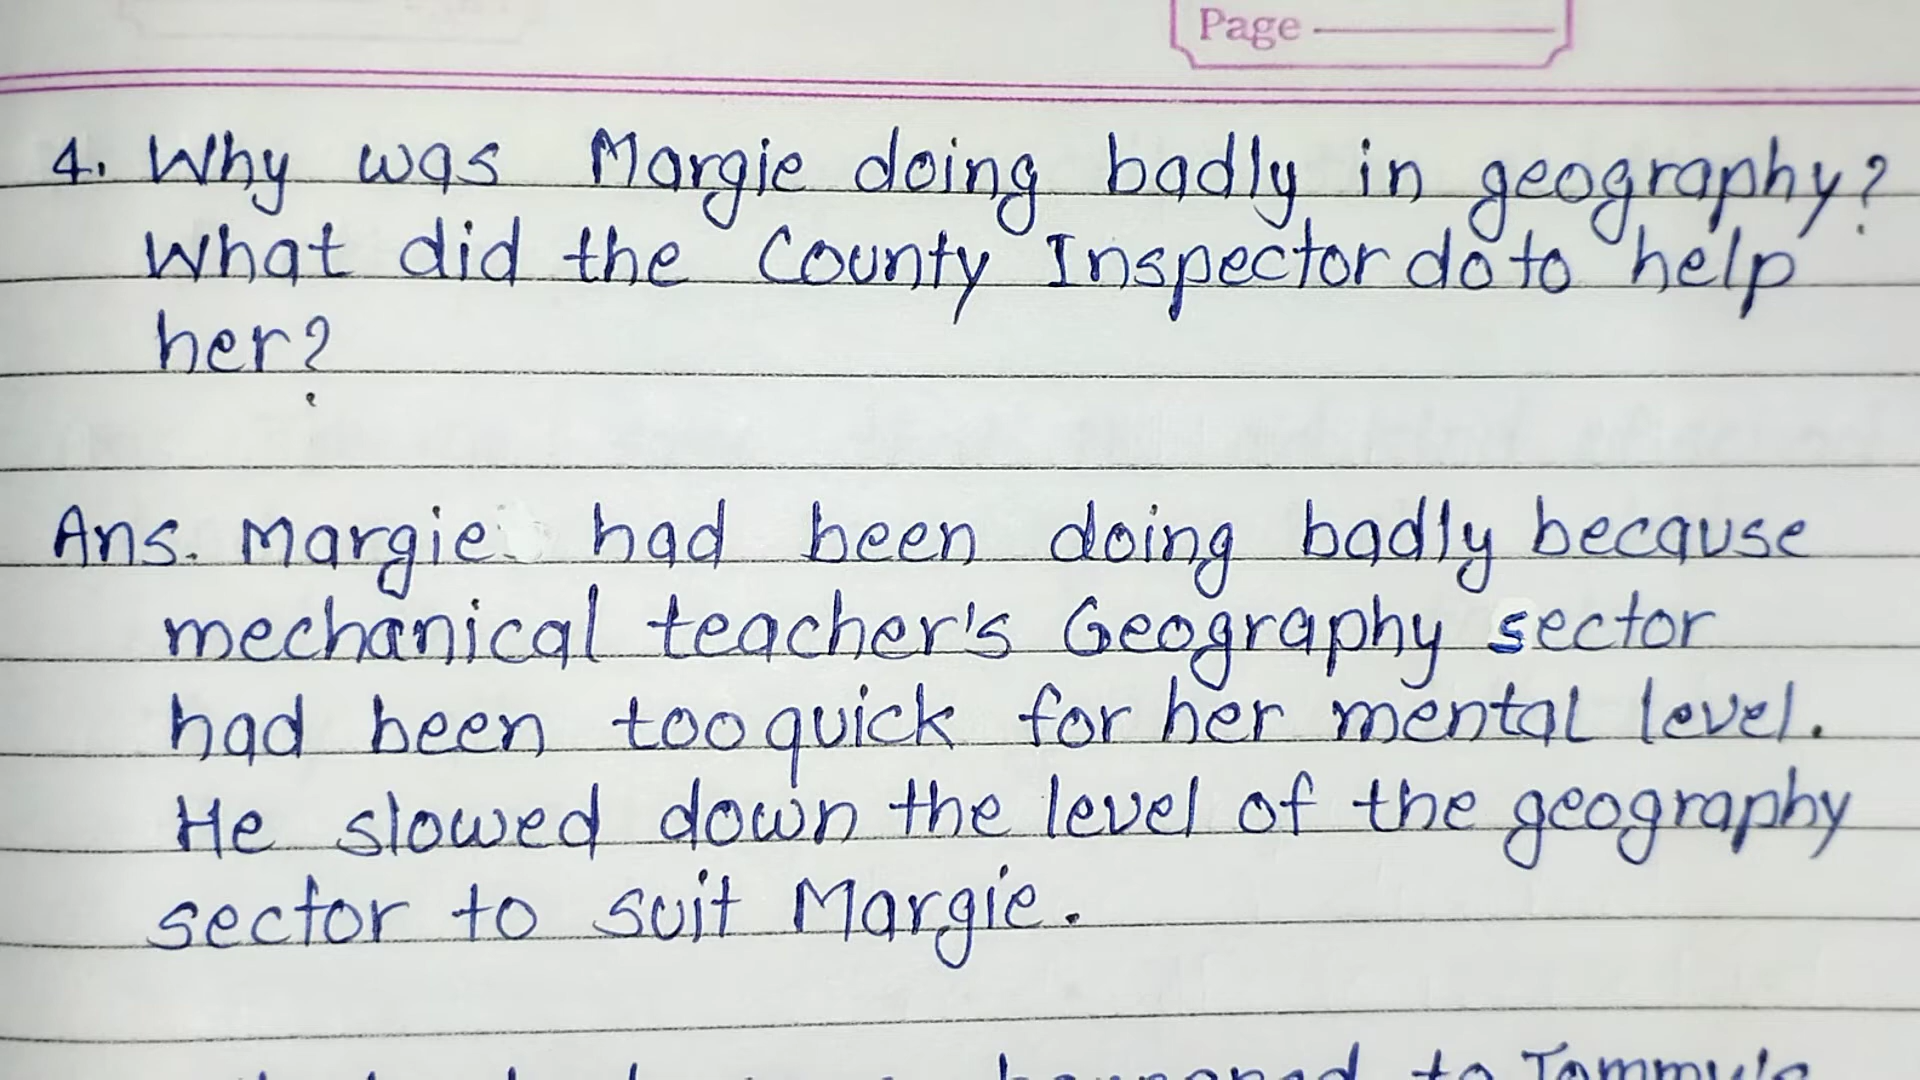 Page
4. Why was Margie doing badly in geography?
What did the County Inspector do to help
her?
Ans. Margie had been doing badly because
mechanical teacher's Geography sector
had been too quick for her mental level.
He slowed down the level of the geography
sector to suit Margie.
to Tommy's